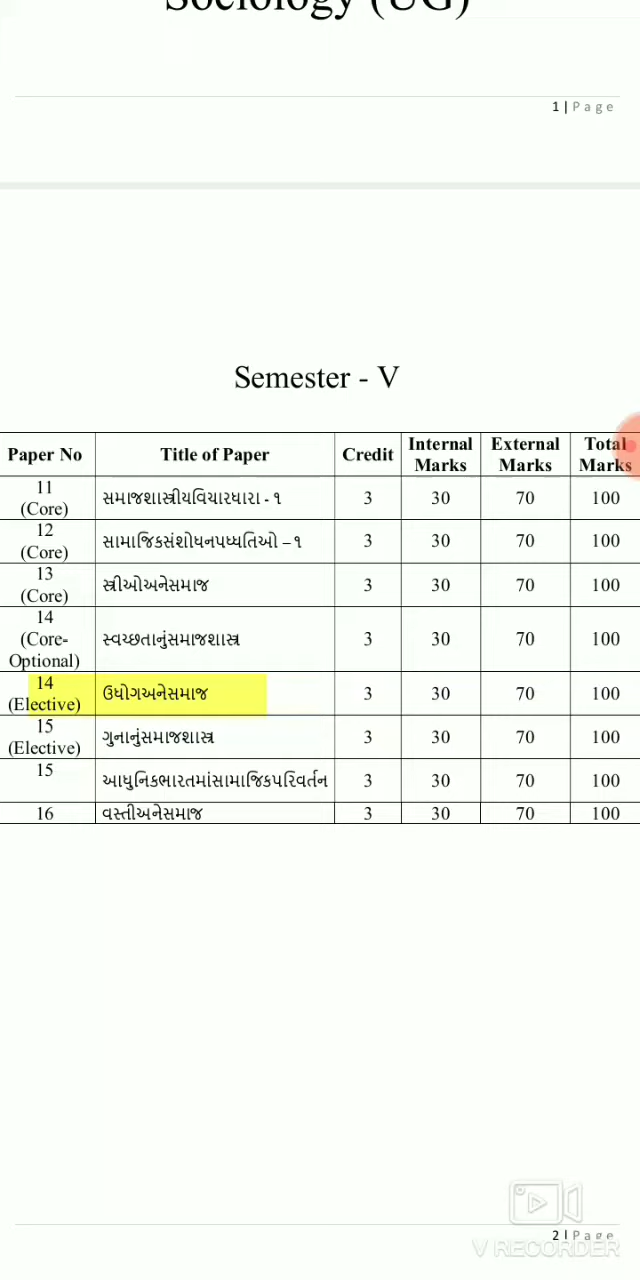 Sociology (UG)
1 | Page
Semester - V
Paper No Title of Paper Credit Internal Marks External Marks Total Marks
11 (Core) સમાજશાસ્ત્રીયવિચારધારા - ૧ 3 30 70 100
12 (Core) સામાજિકસંશોધનપધ્ધતિઓ – ૧ 3 30 70 100
13 (Core) સ્ત્રીઓઅનેસમાજ 3 30 70 100
14 (Core-Optional) સ્વચ્છતાનુંસમાજશાસ્ત્ર 3 30 70 100
14 (Elective) ઉધોગઅનેસમાજ 3 30 70 100
15 (Elective) ગુનાનુંસમાજશાસ્ત્ર 3 30 70 100
15 આધુનિકભારતમાંસામાજિકપરિવર્તન 3 30 70 100
16 વસ્તીઅનેસમાજ 3 30 70 100
2 | Page
V RECORDER